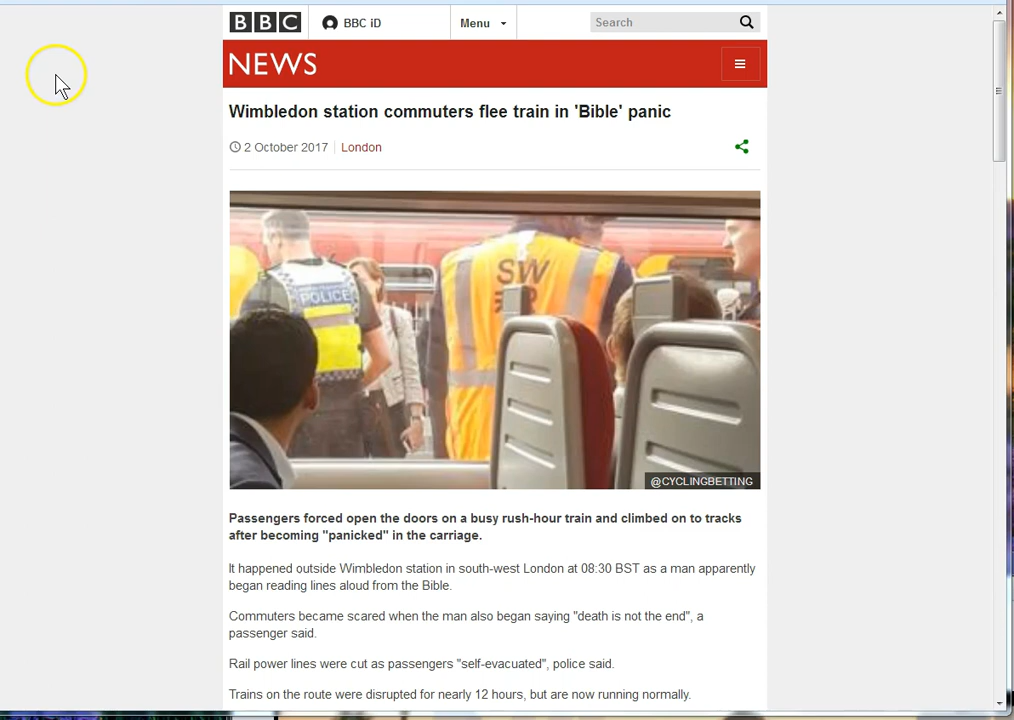 BBC BBC iD Menu Search
NEWS
Wimbledon station commuters flee train in 'Bible' panic
2 October 2017 London
POLICE
SW
@CYCLINGBETTING
Passengers forced open the doors on a busy rush-hour train and climbed on to tracks
after becoming "panicked" in the carriage.
It happened outside Wimbledon station in south-west London at 08:30 BST as a man apparently
began reading lines aloud from the Bible.
Commuters became scared when the man also began saying "death is not the end", a
passenger said.
Rail power lines were cut as passengers "self-evacuated", police said.
Trains on the route were disrupted for nearly 12 hours, but are now running normally.